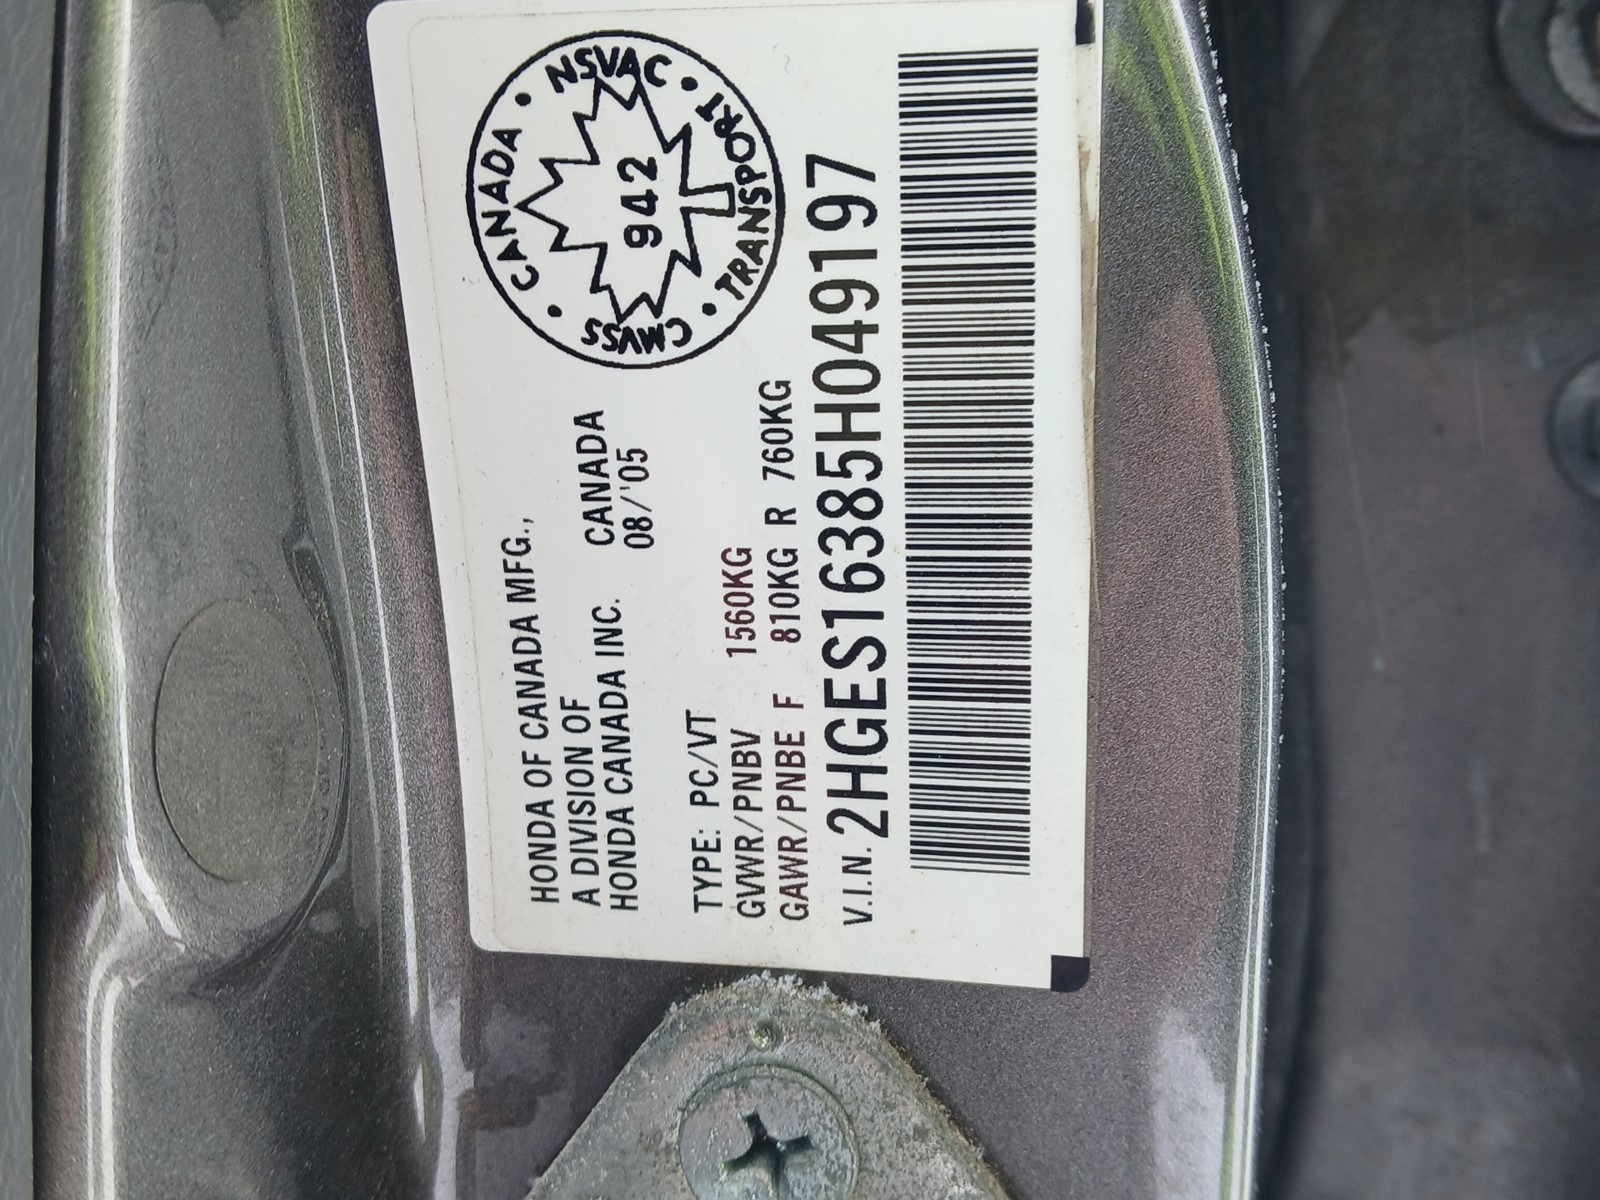 HONDA OF CANADA MFG.,
A DIVISION OF
HONDA CANADA INC. CANADA
08/'05
CANADA • NSVAC • TRANSPORT • CMVSS •
942
TYPE: PC/VT
GVWR/PNBV 1560KG
GAWR/PNBE F 810KG R 760KG
V.I.N. 2HGES16385H049197